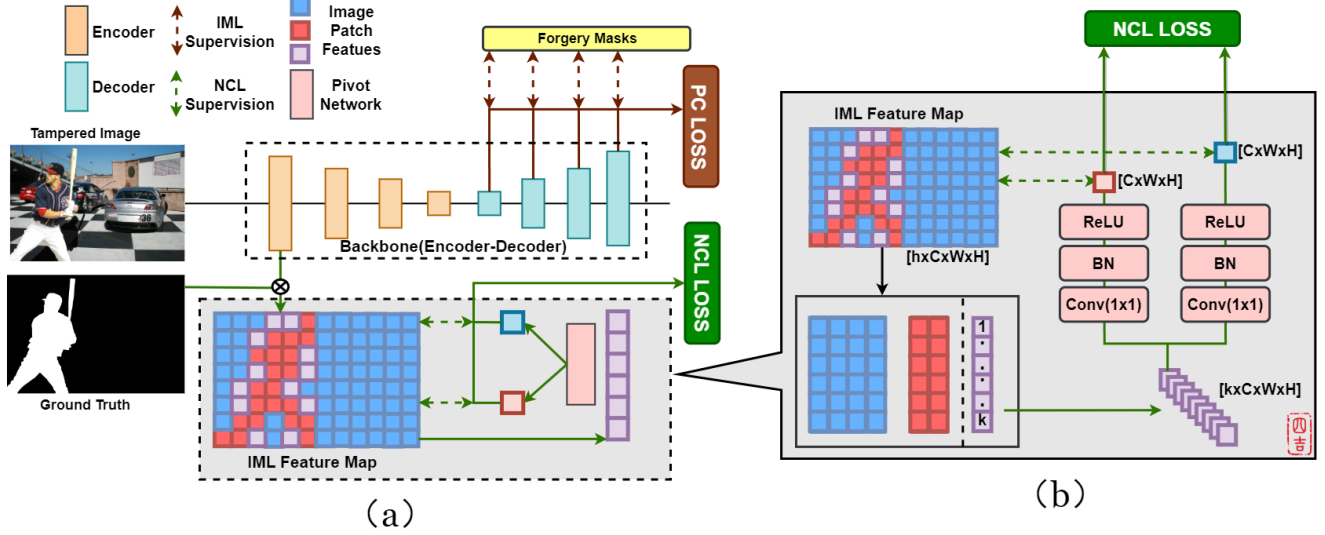 Encoder
IML
Supervision
Image
Patch
Featues
Decoder
NCL
Supervision
Pivot
Network
Forgery Masks
PC LOSS
Tampered Image
36
Backbone(Encoder-Decoder)
NCL LOSS
Ground Truth
IML Feature Map
(a)
NCL LOSS
IML Feature Map
[CxWxH]
[CxWxH]
ReLU
ReLU
[hxCxWxH]
BN
BN
Conv(1x1)
Conv(1x1)
1
k
[kxCxWxH]
(b)